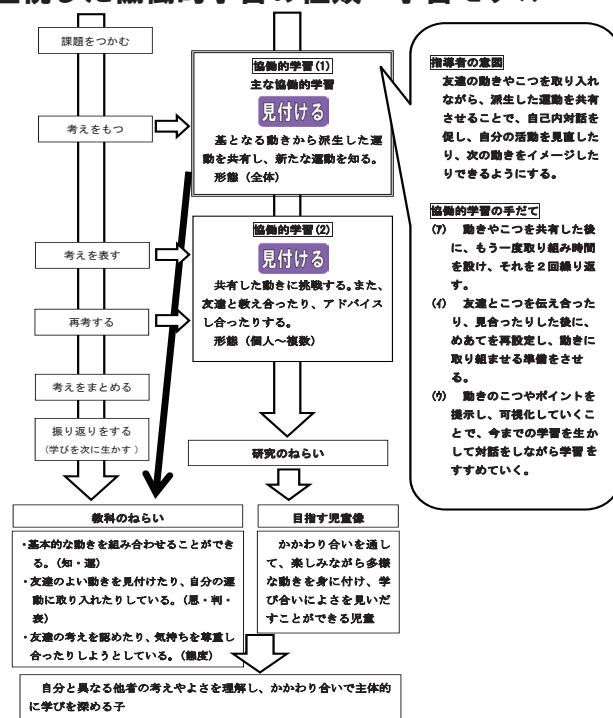 課題をつかむ
考えをもつ
考えを表す
再考する
考えをまとめる
振り返りをする
(学びを次に生かす)
協働的学習(1)
主な協働的学習
見付ける
基となる動きから派生した運
動を共有し、新たな運動を知る。
形態(全体)
協働的学習(2)
見付ける
共有した動きに挑戦する。また、
友達と教え合ったり、アドバイス
し合ったりする。
形態(個人～複数)
研究のねらい
指導者の意図
友達の動きやこつを取り入れ
ながら、派生した運動を共有
させることで、自己内対話を
促し、自分の活動を見直した
り、次の動きをイメージした
りできるようにする。
協働的学習の手だて
(ｱ) 動きやこつを共有した後
に、もう一度取り組み時間
を設け、それを2回繰り返
す。
(ｲ) 友達とこつを伝え合った
り、見合ったりした後に、
めあてを再設定し、動きに
取り組ませる準備をさせ
る。
(ｳ) 動きのこつやポイントを
提示し、可視化していくこ
とで、今までの学習を生か
して対話をしながら学習を
すすめていく。
教科のねらい
・基本的な動きを組み合わせることができ
る。(知・運)
・友達のよい動きを見付けたり、自分の運
動に取り入れたりしている。(思・判・
表)
・友達の考えを認めたり、気持ちを尊重し
合ったりしようとしている。(態度)
目指す児童像
かかわり合いを通し
て、楽しみながら多様
な動きを身に付け、学
び合いによさを見いだ
すことができる児童
自分と異なる他者の考えやよさを理解し、かかわり合いで主体的
に学びを深める子